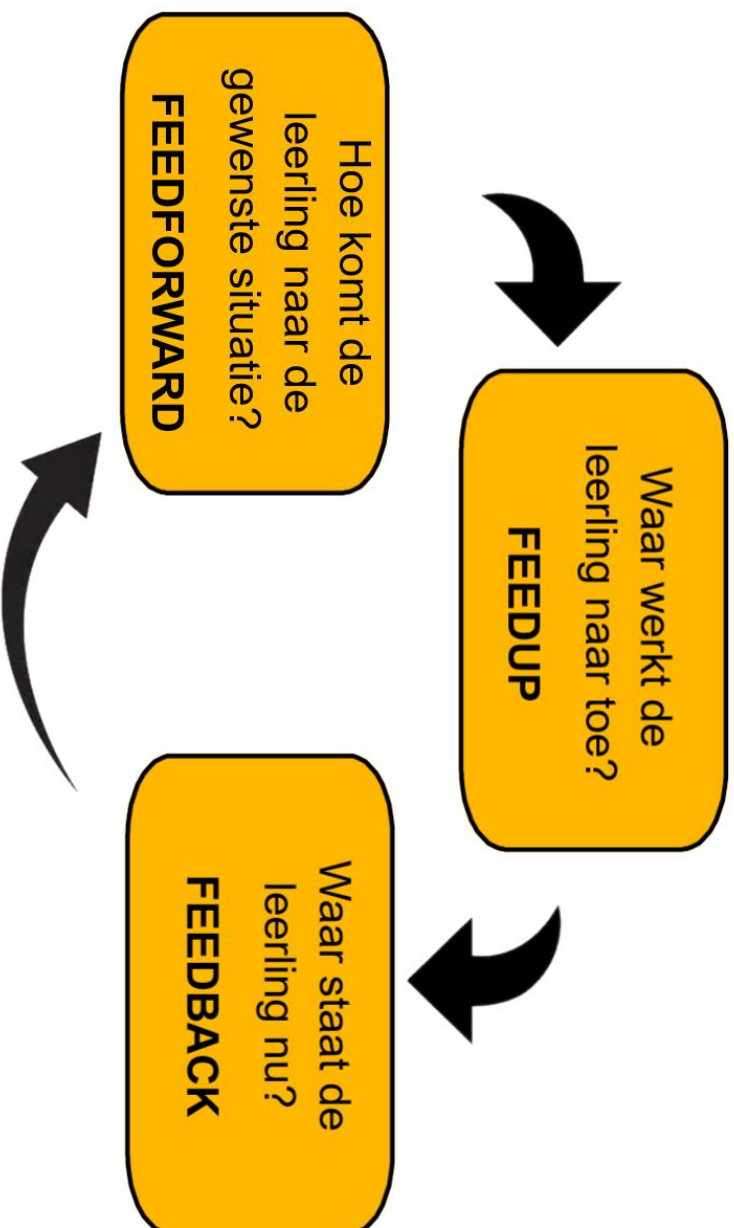 Waar werkt de
leerling naar toe?
FEEDUP
Waar staat de
leerling nu?
FEEDBACK
Hoe komt de
leerling naar de
gewenste situatie?
FEEDFORWARD